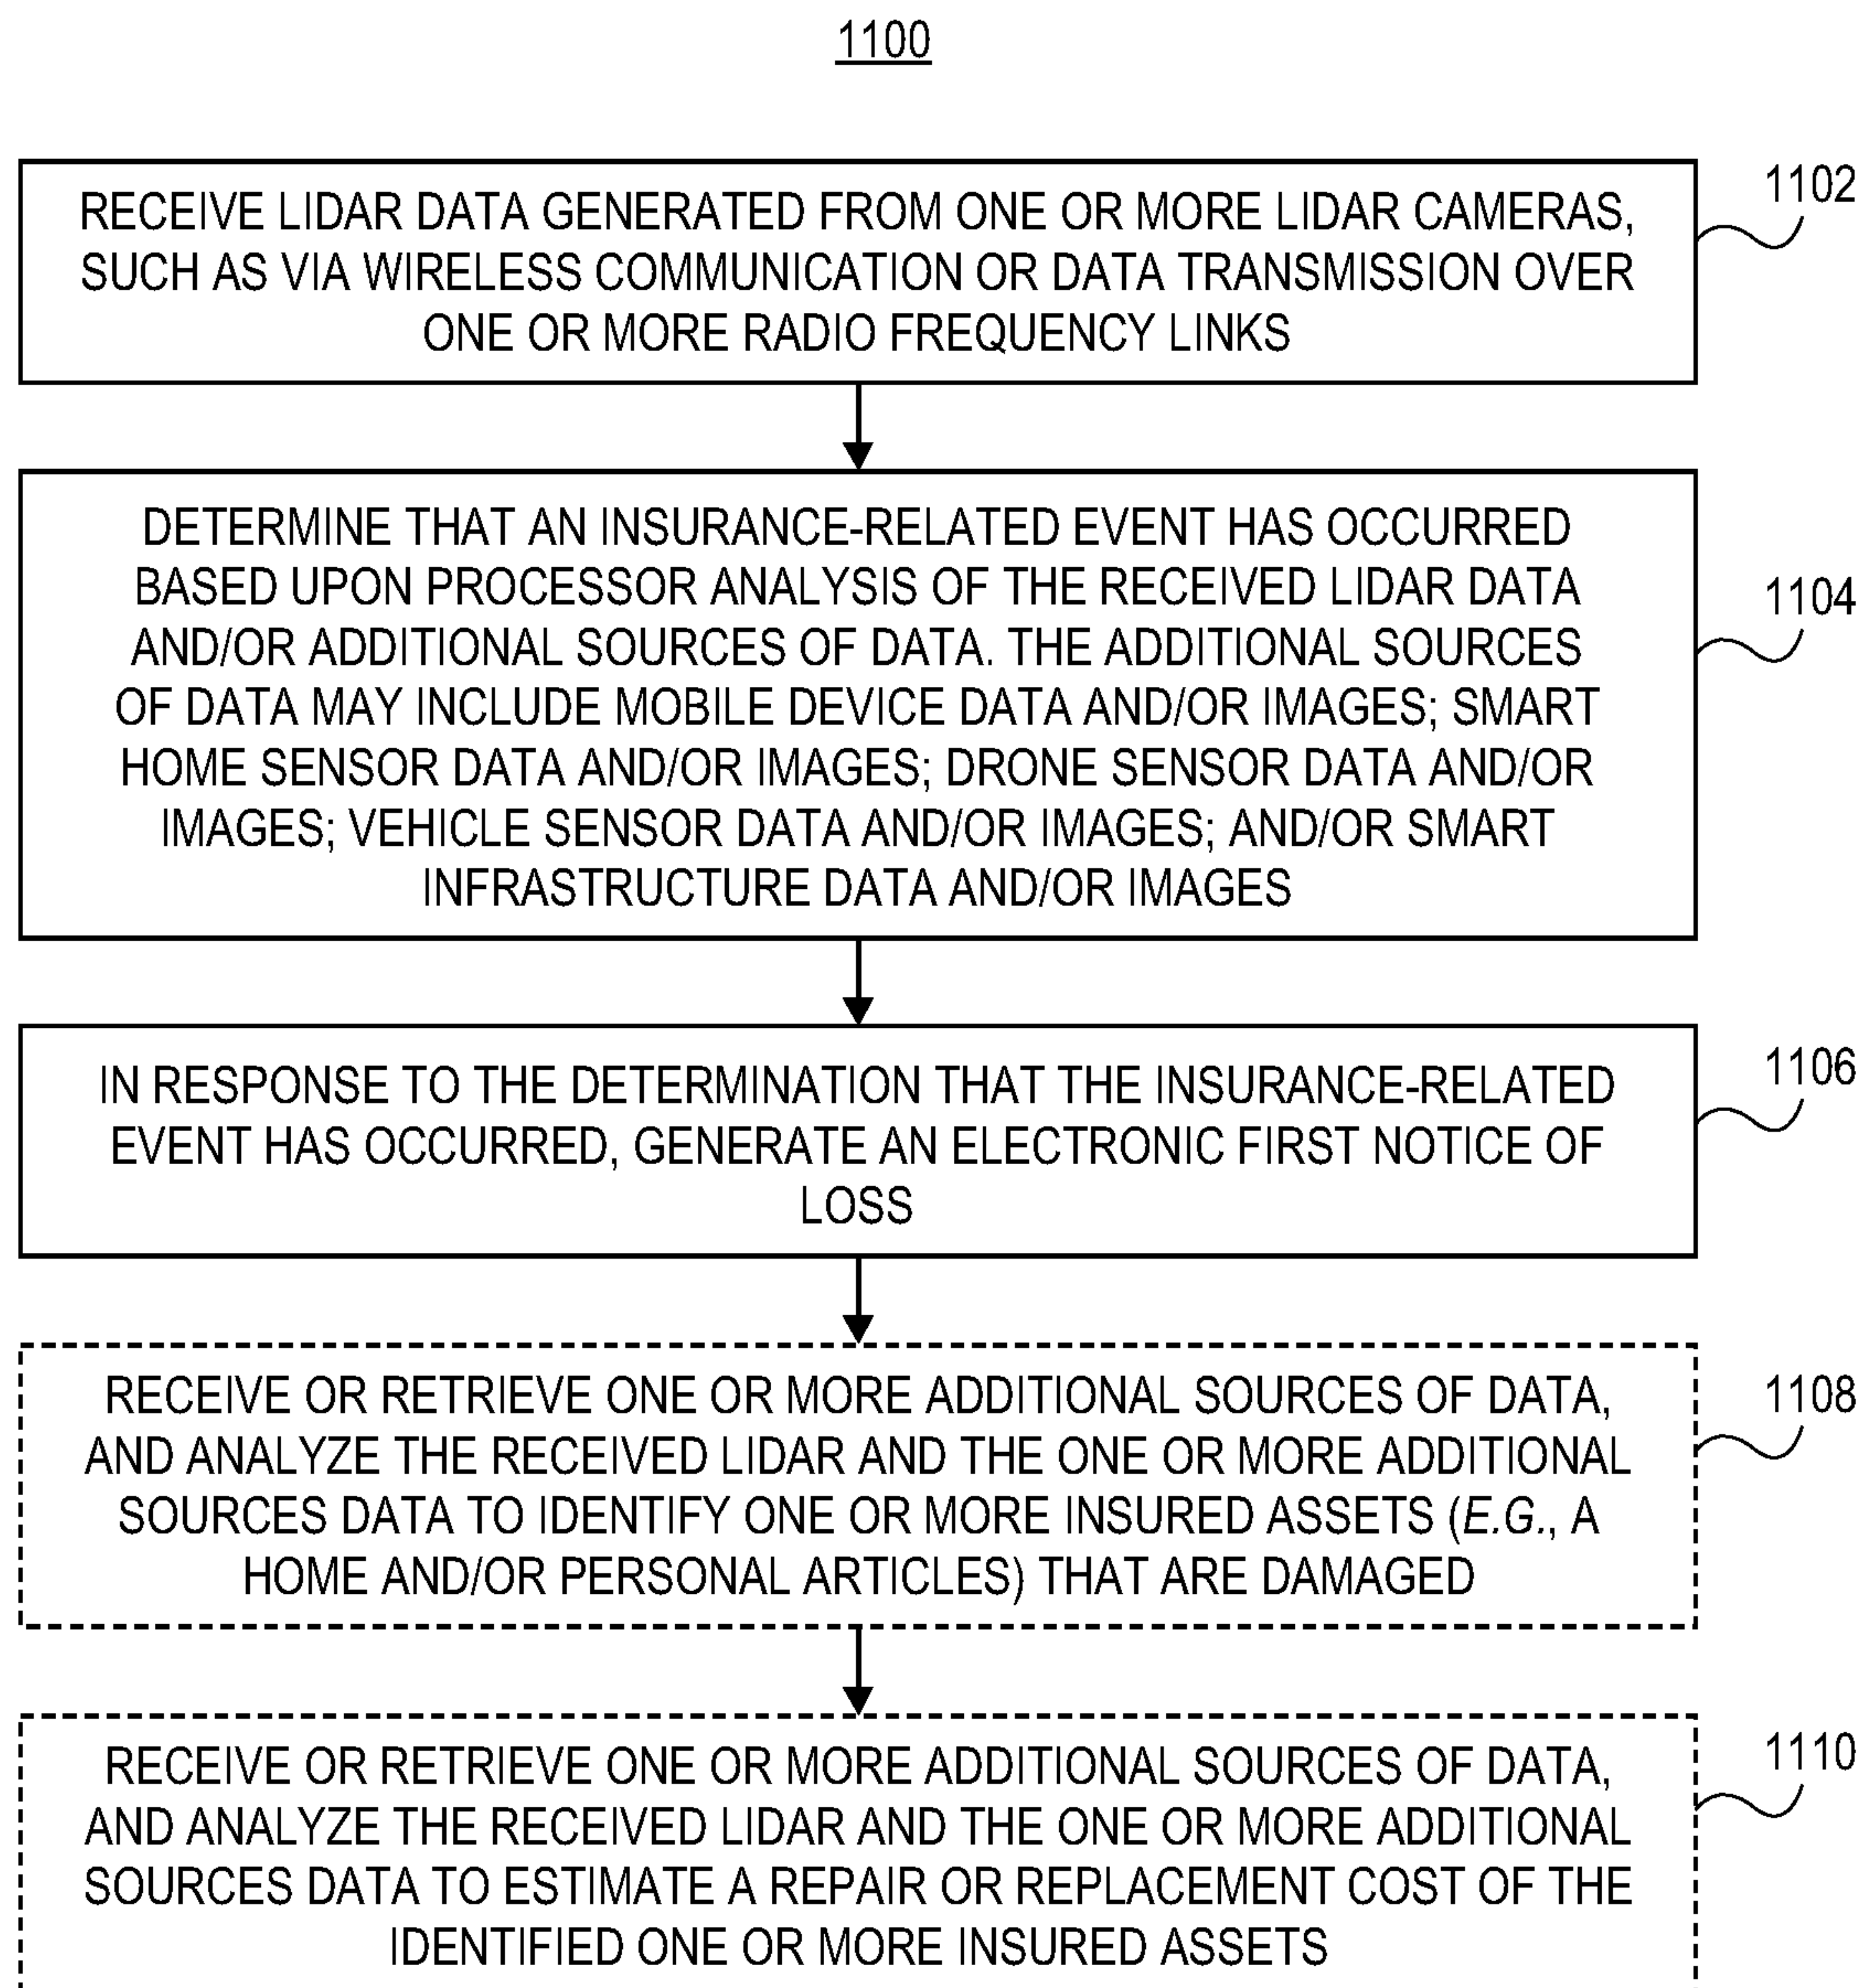 1100
RECEIVE LIDAR DATA GENERATED FROM ONE OR MORE LIDAR CAMERAS,
SUCH AS VIA WIRELESS COMMUNICATION OR DATA TRANSMISSION OVER
ONE OR MORE RADIO FREQUENCY LINKS
1102
DETERMINE THAT AN INSURANCE-RELATED EVENT HAS OCCURRED
BASED UPON PROCESSOR ANALYSIS OF THE RECEIVED LIDAR DATA
AND/OR ADDITIONAL SOURCES OF DATA. THE ADDITIONAL SOURCES
OF DATA MAY INCLUDE MOBILE DEVICE DATA AND/OR IMAGES; SMART
HOME SENSOR DATA AND/OR IMAGES; DRONE SENSOR DATA AND/OR
IMAGES; VEHICLE SENSOR DATA AND/OR IMAGES; AND/OR SMART
INFRASTRUCTURE DATA AND/OR IMAGES
1104
IN RESPONSE TO THE DETERMINATION THAT THE INSURANCE-RELATED
EVENT HAS OCCURRED, GENERATE AN ELECTRONIC FIRST NOTICE OF
LOSS
1106
RECEIVE OR RETRIEVE ONE OR MORE ADDITIONAL SOURCES OF DATA,
AND ANALYZE THE RECEIVED LIDAR AND THE ONE OR MORE ADDITIONAL
SOURCES DATA TO IDENTIFY ONE OR MORE INSURED ASSETS (E.G., A
HOME AND/OR PERSONAL ARTICLES) THAT ARE DAMAGED
1108
RECEIVE OR RETRIEVE ONE OR MORE ADDITIONAL SOURCES OF DATA,
AND ANALYZE THE RECEIVED LIDAR AND THE ONE OR MORE ADDITIONAL
SOURCES DATA TO ESTIMATE A REPAIR OR REPLACEMENT COST OF THE
IDENTIFIED ONE OR MORE INSURED ASSETS
1110